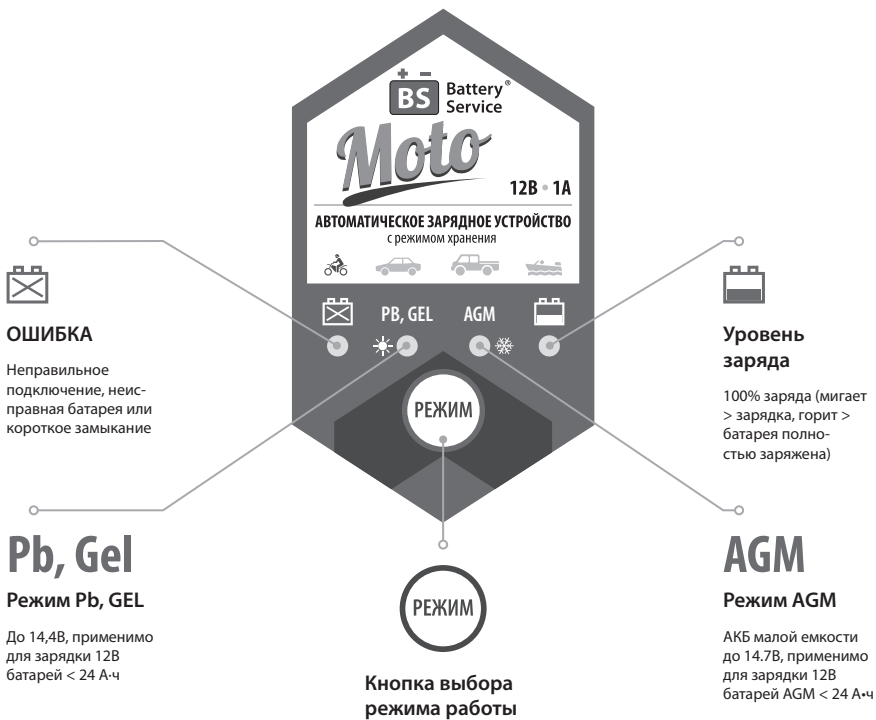 BS
Battery®
Service
Moto
12В • 1А
АВТОМАТИЧЕСКОЕ ЗАРЯДНОЕ УСТРОЙСТВО
с режимом хранения
PB, GEL
AGM
РЕЖИМ
ОШИБКА
Неправильное
подключение, неис-
правная батарея или
короткое замыкание
Уровень
заряда
100% заряда (мигает
> зарядка, горит >
батарея полно-
стью заряжена)
Pb, Gel
Режим Pb, GEL
До 14,4В, применимо
для зарядки 12В
батарей < 24 А·ч
РЕЖИМ
Кнопка выбора
режима работы
AGM
Режим AGM
АКБ малой емкости
до 14.7В, применимо
для зарядки 12В
батарей AGM < 24 А•ч